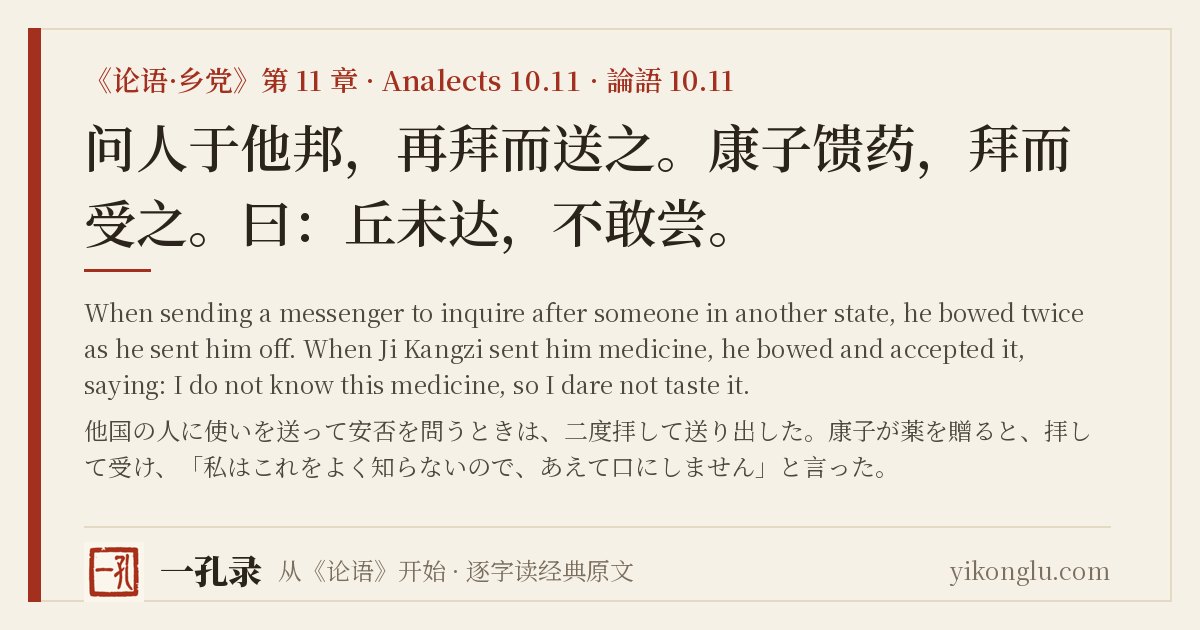 《论语·乡党》第 11 章 · Analects 10.11 · 論語 10.11
问人于他邦，再拜而送之。康子馈药，拜而
受之。曰：丘未达，不敢尝。
When sending a messenger to inquire after someone in another state, he bowed twice
as he sent him off. When Ji Kangzi sent him medicine, he bowed and accepted it,
saying: I do not know this medicine, so I dare not taste it.
他国の人に使いを送って安否を問うときは、二度拝して送り出した。康子が薬を贈ると、拝し
て受け、「私はこれをよく知らないので、あえて口にしません」と言った。
一孔
一孔录 从《论语》开始 · 逐字读经典原文 yikonglu.com